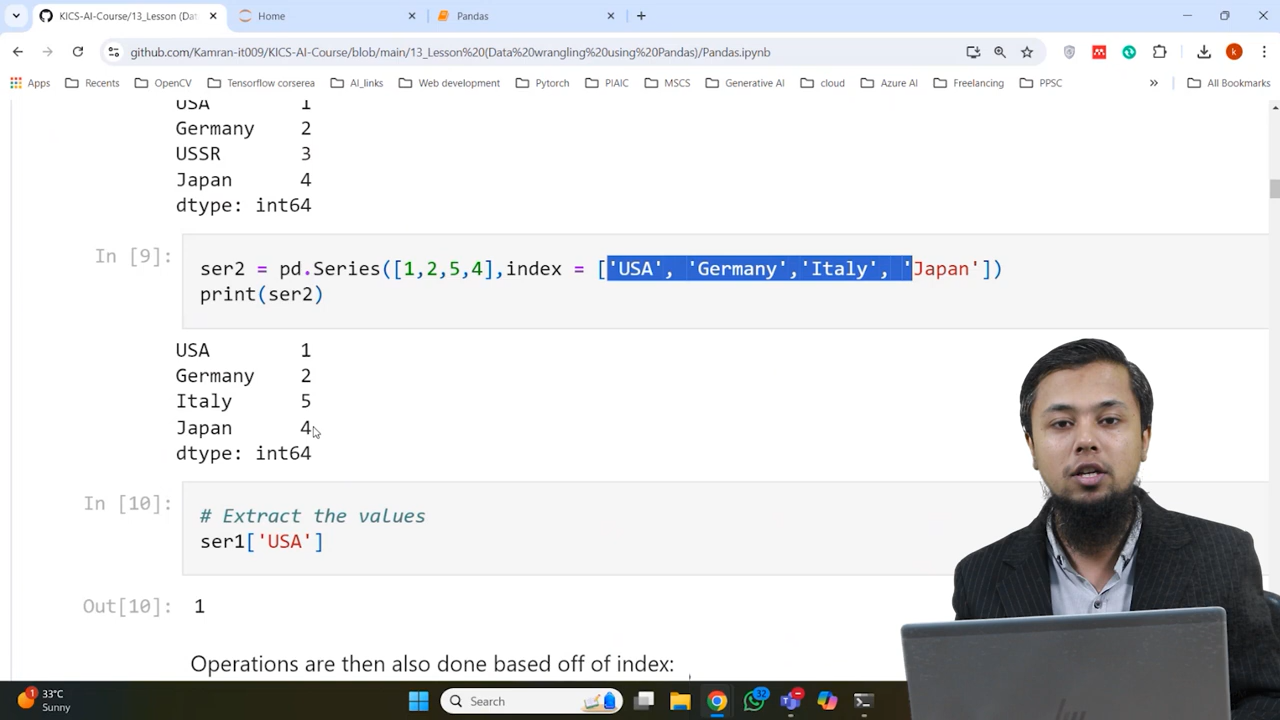 KICS-AI-Course/13_Lesson (Dat
Home
Pandas
github.com/Kamran-it009/KICS-AI-Course/blob/main/13_Lesson%20(Data%20wrangling%20using%20Pandas)/Pandas.ipynb
k
Apps
Recents
OpenCV
Tensorflow corserea
AI_links
Web development
Pytorch
PIAIC
MSCS
Generative AI
cloud
Azure AI
Freelancing
PPSC
All Bookmarks
USA 1
Germany 2
USSR 3
Japan 4
dtype: int64
In [9]:
ser2 = pd.Series([1,2,5,4],index = ['USA', 'Germany','Italy', 'Japan'])
print(ser2)
USA 1
Germany 2
Italy 5
Japan 4
dtype: int64
In [10]:
# Extract the values
ser1['USA']
Out[10]: 1
Operations are then also done based off of index:
1
33°C
Sunny
Search
32